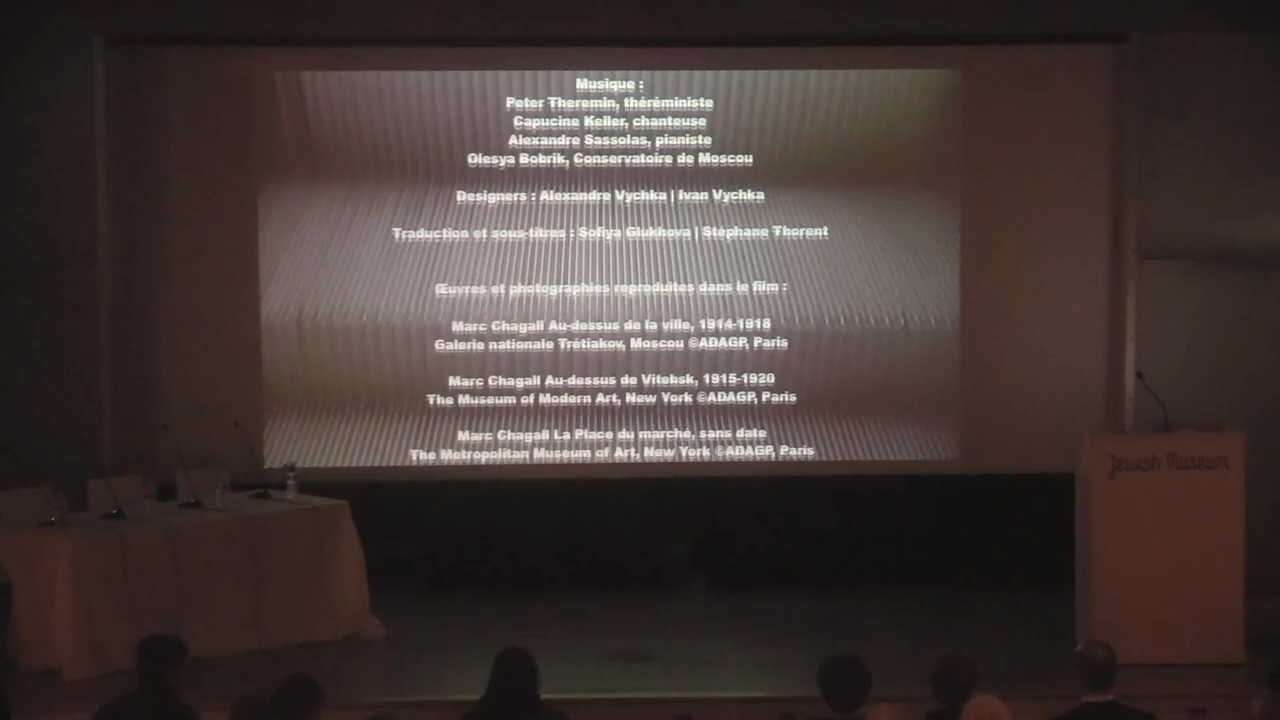 Musique :
Peter Theremin, théréministe
Capucine Keller, chanteuse
Alexandre Sassolas, pianiste
Olesya Bobrik, Conservatoire de Moscou
Designers : Alexandre Vychka | Ivan Vychka
Traduction et sous-titres : Sofiya Glukhova | Stéphane Thorent
Œuvres et photographies reproduites dans le film :
Marc Chagall Au-dessus de la ville, 1914-1918
Galerie nationale Trétiakov, Moscou ©ADAGP, Paris
Marc Chagall Au-dessus de Vitebsk, 1915-1920
The Museum of Modern Art, New York ©ADAGP, Paris
Marc Chagall La Place du marché, sans date
The Metropolitan Museum of Art, New York ©ADAGP, Paris
Jewish Museum